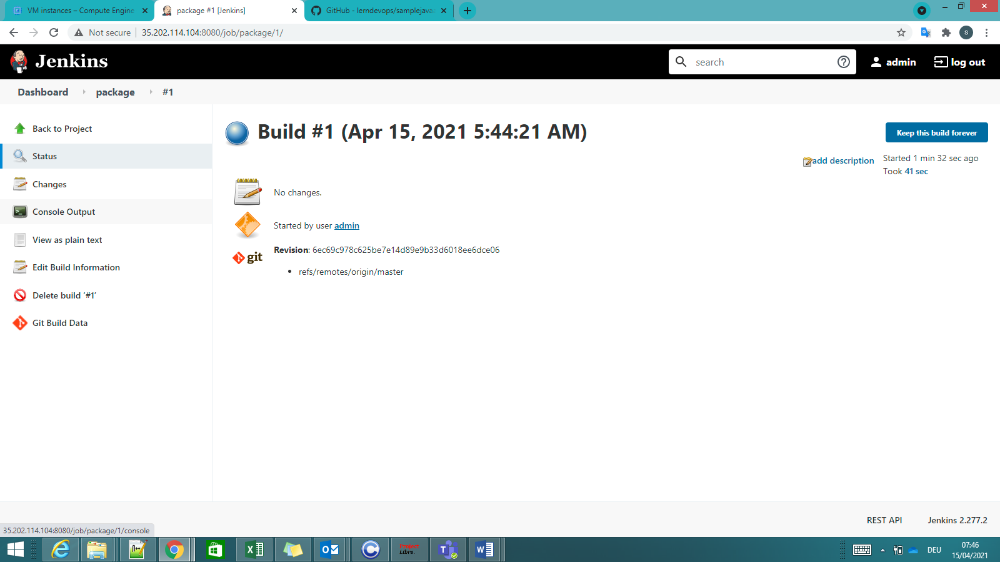 VM instances – Compute Engine
package #1 [Jenkins]
GitHub - lerndevops/samplejava
Not secure
35.202.114.104:8080/job/package/1/
S
Jenkins
search
admin
log out
Dashboard
package
#1
Back to Project
Status
Changes
Console Output
View as plain text
Edit Build Information
Delete build ‘#1’
Git Build Data
Build #1 (Apr 15, 2021 5:44:21 AM)
Keep this build forever
add description
Started 1 min 32 sec ago
Took 41 sec
No changes.
Started by user admin
git
Revision: 6ec69c978c625be7e14d89e9b33d6018ee6dce06
• refs/remotes/origin/master
REST API
Jenkins 2.277.2
35.202.114.104:8080/job/package/1/console
Project
Libre
DEU
07:46
15/04/2021